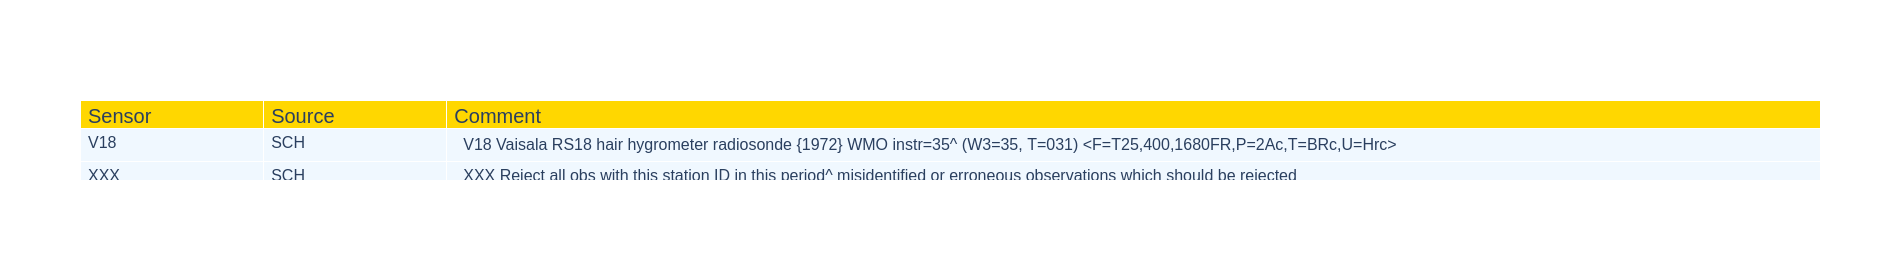 Sensor Source Comment
V18 SCH V18 Vaisala RS18 hair hygrometer radiosonde {1972} WMO instr=35^ (W3=35, T=031) <F=T25,400,1680FR,P=2Ac,T=BRc,U=Hrc>
XXX SCH XXX Reject all obs with this station ID in this period^ misidentified or erroneous observations which should be rejected